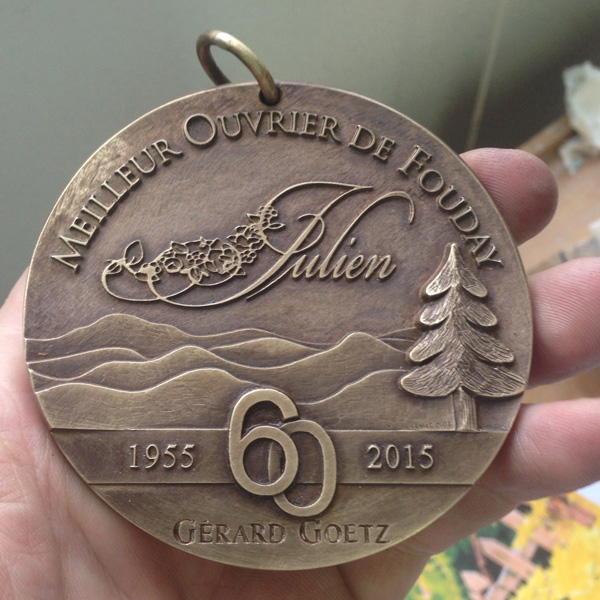 Meilleur Ouvrier de Fouday
Julien
1955 60 2015
Gérard Goetz